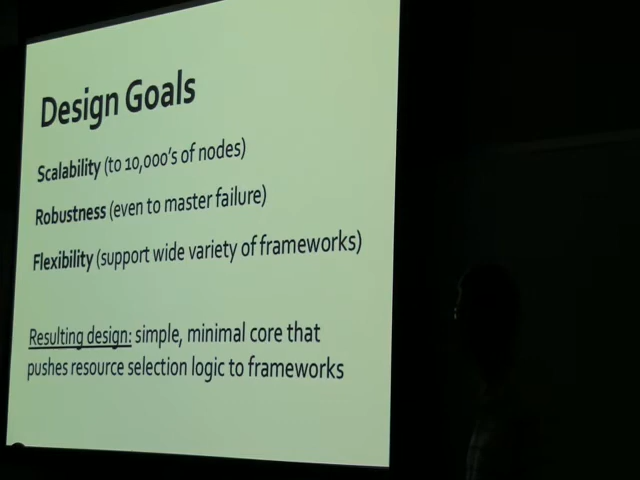 Design Goals
Scalability (to 10,000's of nodes)
Robustness (even to master failure)
Flexibility (support wide variety of frameworks)
Resulting design: simple, minimal core that
pushes resource selection logic to frameworks